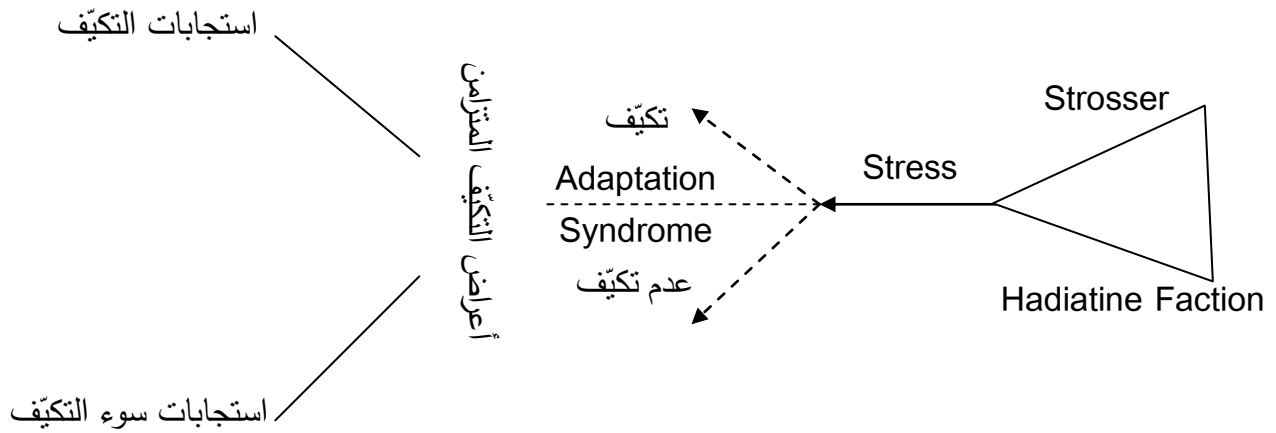 استجابات التكيّف
Strosser
تكيّف
Stress
Adaptation
Syndrome
أعراض التكيّف المتزامن
عدم تكيّف
Hadiatine Faction
استجابات سوء التكيّف